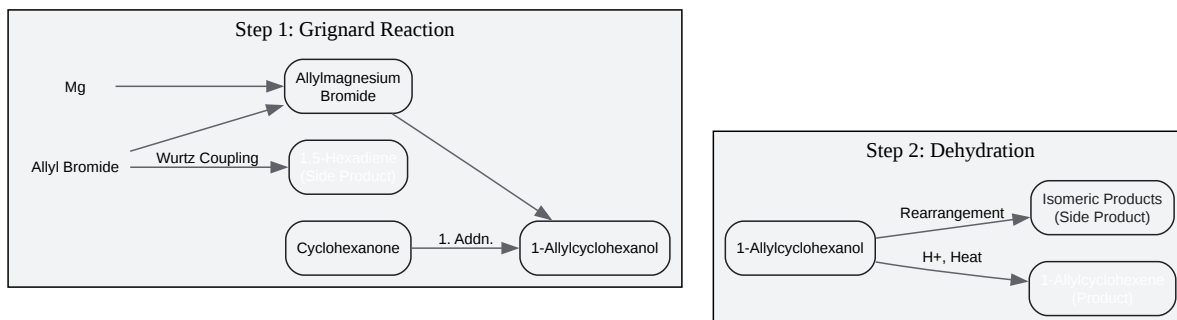 Step 1: Grignard Reaction
Mg
Allylmagnesium
Bromide
Allyl Bromide
Wurtz Coupling
1,5-Hexadiene
(Side Product)
Cyclohexanone
1. Addn.
1-Allylcyclohexanol
Step 2: Dehydration
1-Allylcyclohexanol
Rearrangement
Isomeric Products
(Side Product)
H+, Heat
1-Allylcyclohexene
(Product)